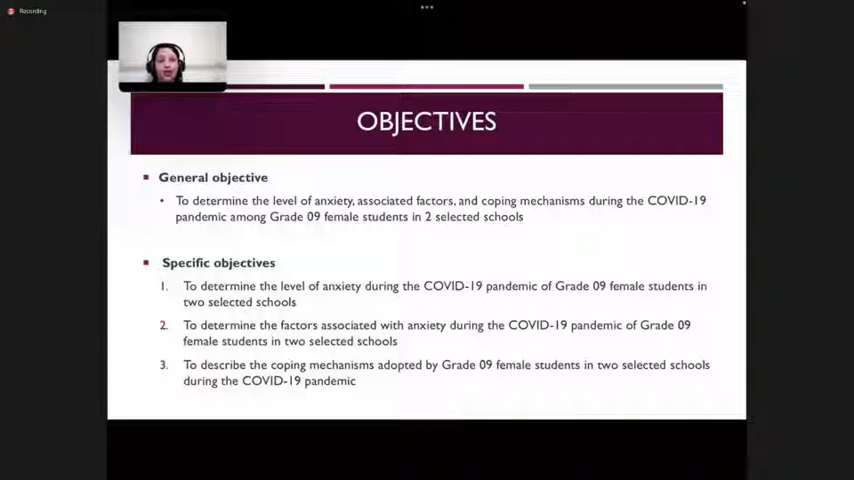 Recording
OBJECTIVES
General objective
To determine the level of anxiety, associated factors, and coping mechanisms during the COVID-19
pandemic among Grade 09 female students in 2 selected schools
Specific objectives
1. To determine the level of anxiety during the COVID-19 pandemic of Grade 09 female students in
two selected schools
2. To determine the factors associated with anxiety during the COVID-19 pandemic of Grade 09
female students in two selected schools
3. To describe the coping mechanisms adopted by Grade 09 female students in two selected schools
during the COVID-19 pandemic